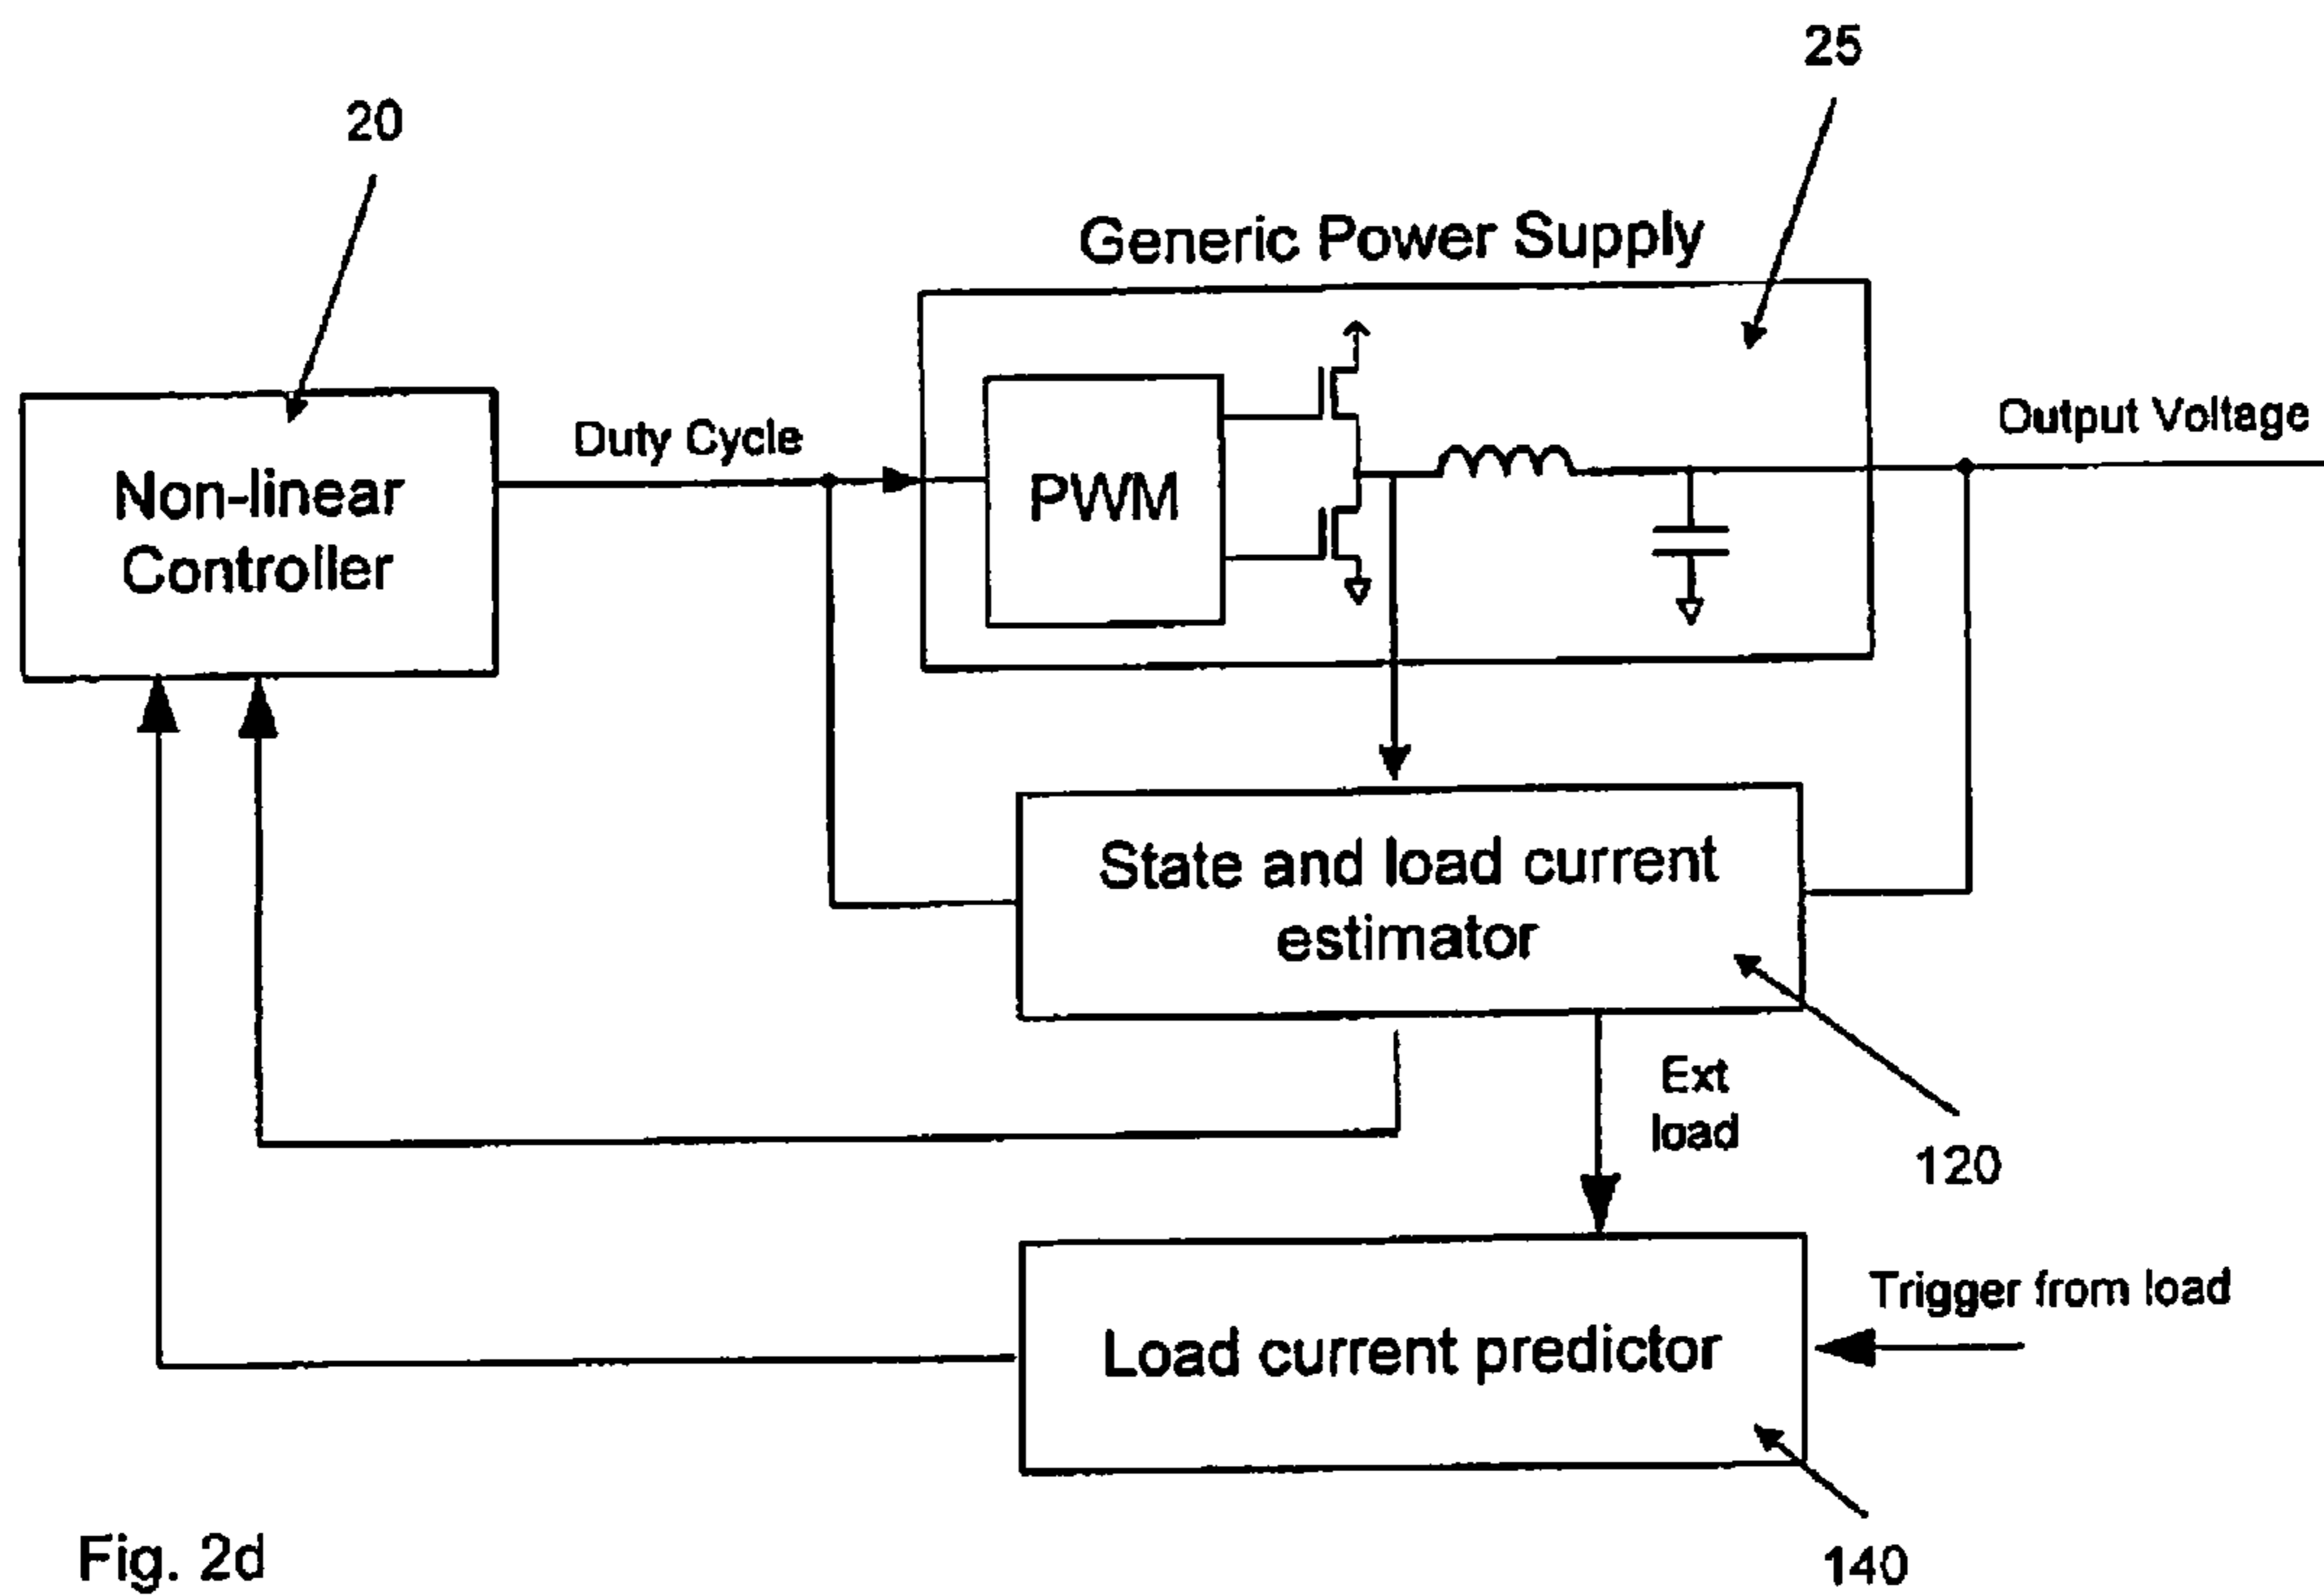 25
20
Generic Power Supply
Duty Cycle
Output Voltage
Non-linear
Controller
PWM
State and load current
estimator
Ext
load
120
Trigger from load
Load current predictor
Fig. 2d
140